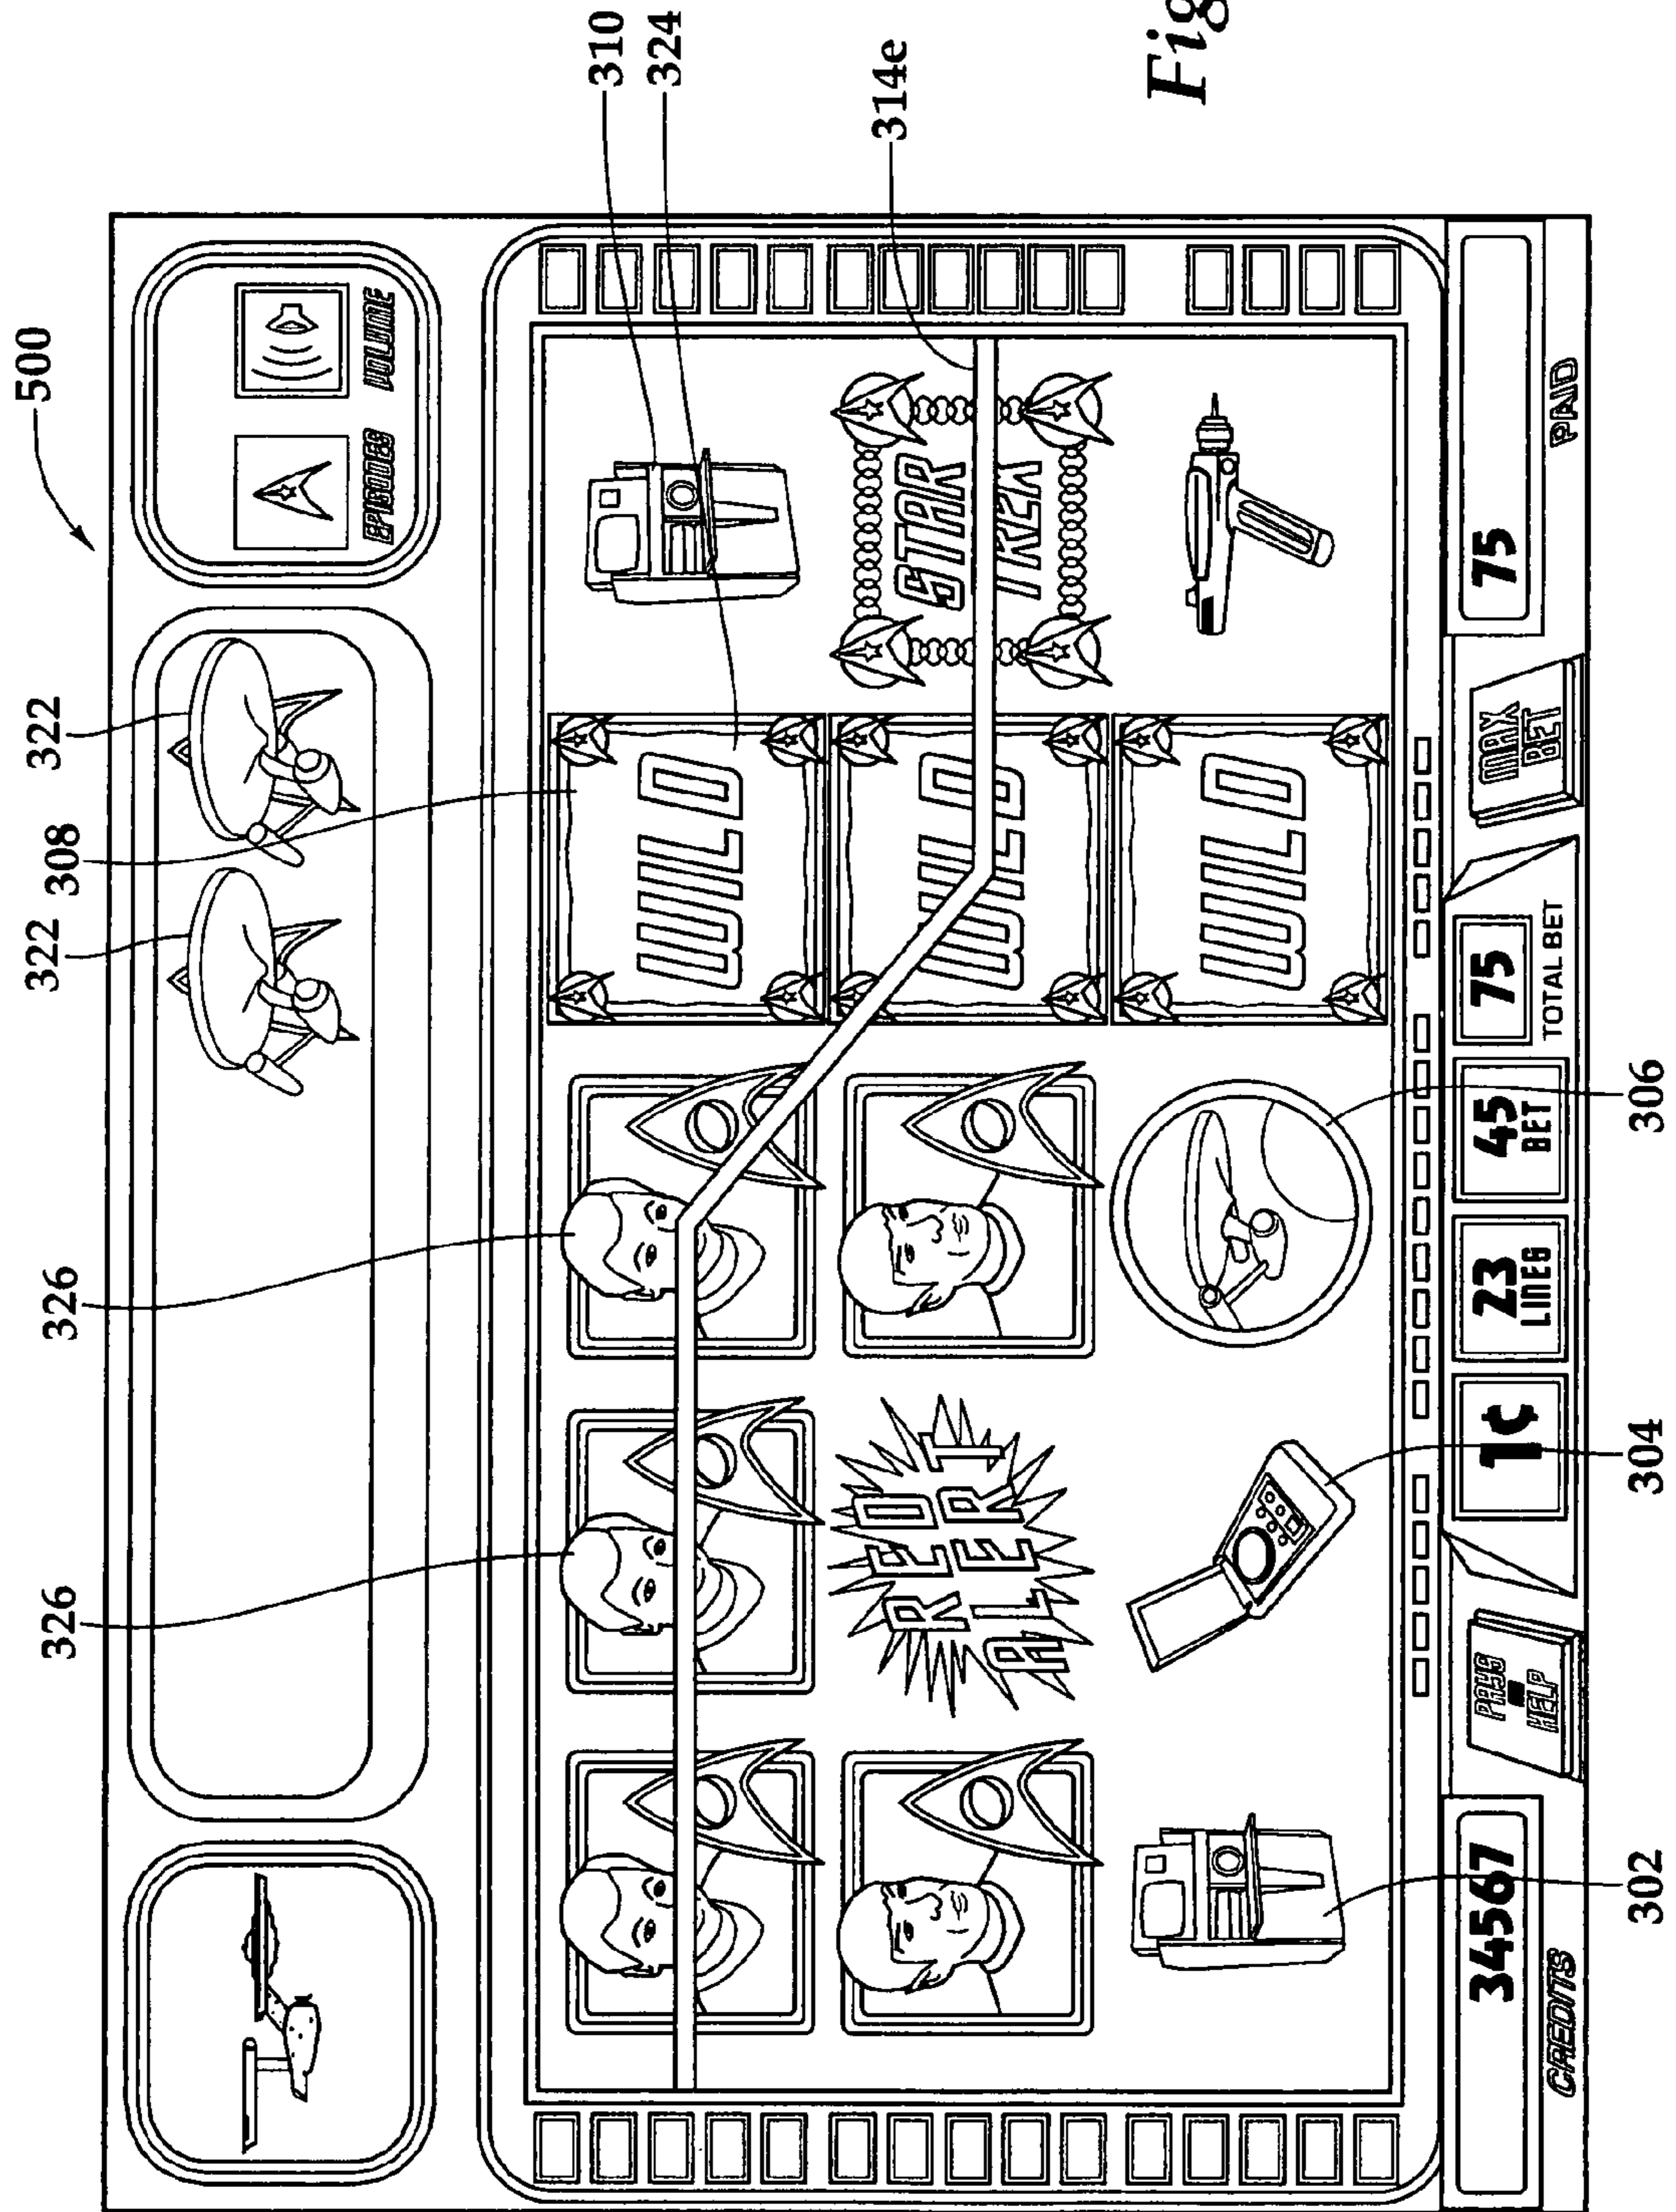 500
322
322
308
326
326
EPISODES
VOLUME
310
324
314e
WILD
WILD
WILD
RED
ALERT
STAR
TREK
302
304
306
34567
CREDITS
PAYS
HELP
1¢
23
LINES
45
BET
75
TOTAL BET
MAX
BET
75
PAID
Fig